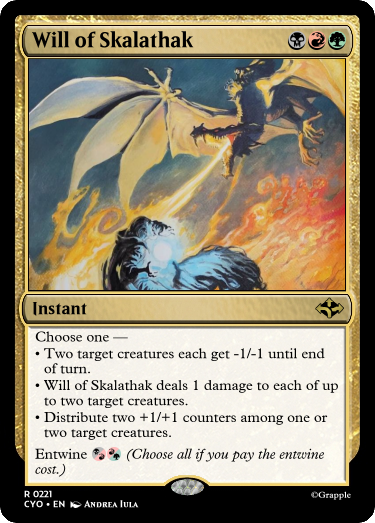 Will of Skalathak
Instant
Choose one —
• Two target creatures each get -1/-1 until end
of turn.
• Will of Skalathak deals 1 damage to each of up
to two target creatures.
• Distribute two +1/+1 counters among one or
two target creatures.
Entwine (Choose all if you pay the entwine
cost.)
R 0221
CYO • EN Andrea Iula
©Grapple